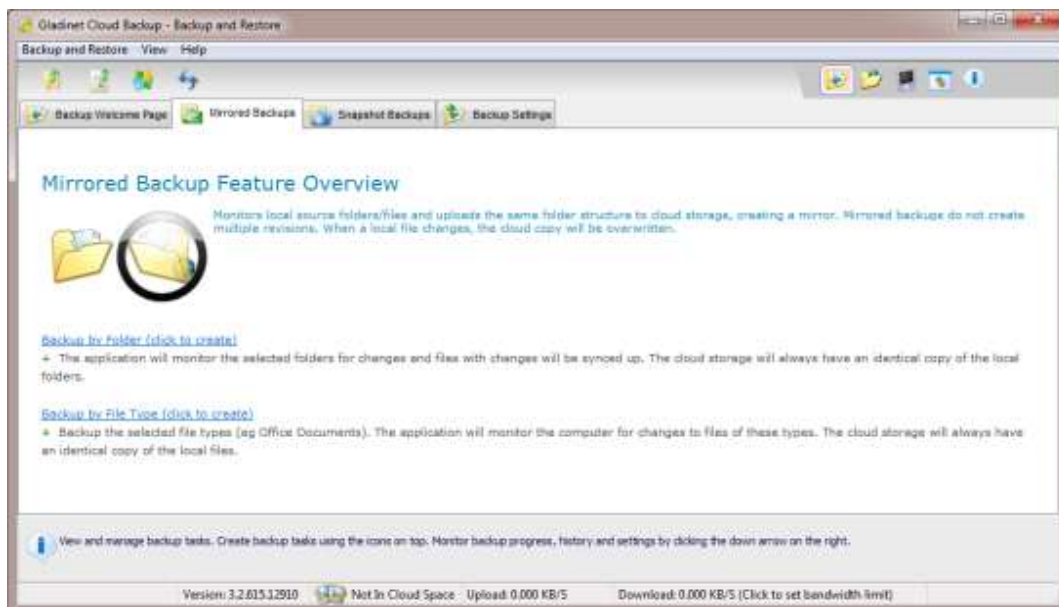 Gladinet Cloud Backup - Backup and Restore
Backup and Restore View Help
Backup Welcome Page Mirrored Backups Snapshot Backups Backup Settings
Mirrored Backup Feature Overview
Monitors local source folders/files and uploads the same folder structure to cloud storage, creating a mirror. Mirrored backups do not create
multiple revisions. When a local file changes, the cloud copy will be overwritten.
Backup by Folder (click to create)
+ The application will monitor the selected folders for changes and files with changes will be synced up. The cloud storage will always have an identical copy of the local
folders.
Backup by File Type (click to create)
+ Backup the selected file types (eg Office Documents). The application will monitor the computer for changes to files of these types. The cloud storage will always have
an identical copy of the local files.
View and manage backup tasks. Create backup tasks using the icons on top. Monitor backup progress, history and settings by clicking the down arrow on the right.
Version: 3.2.615.12910 Not In Cloud Space Upload: 0.000 KB/S Download: 0.000 KB/S (Click to set bandwidth limit)